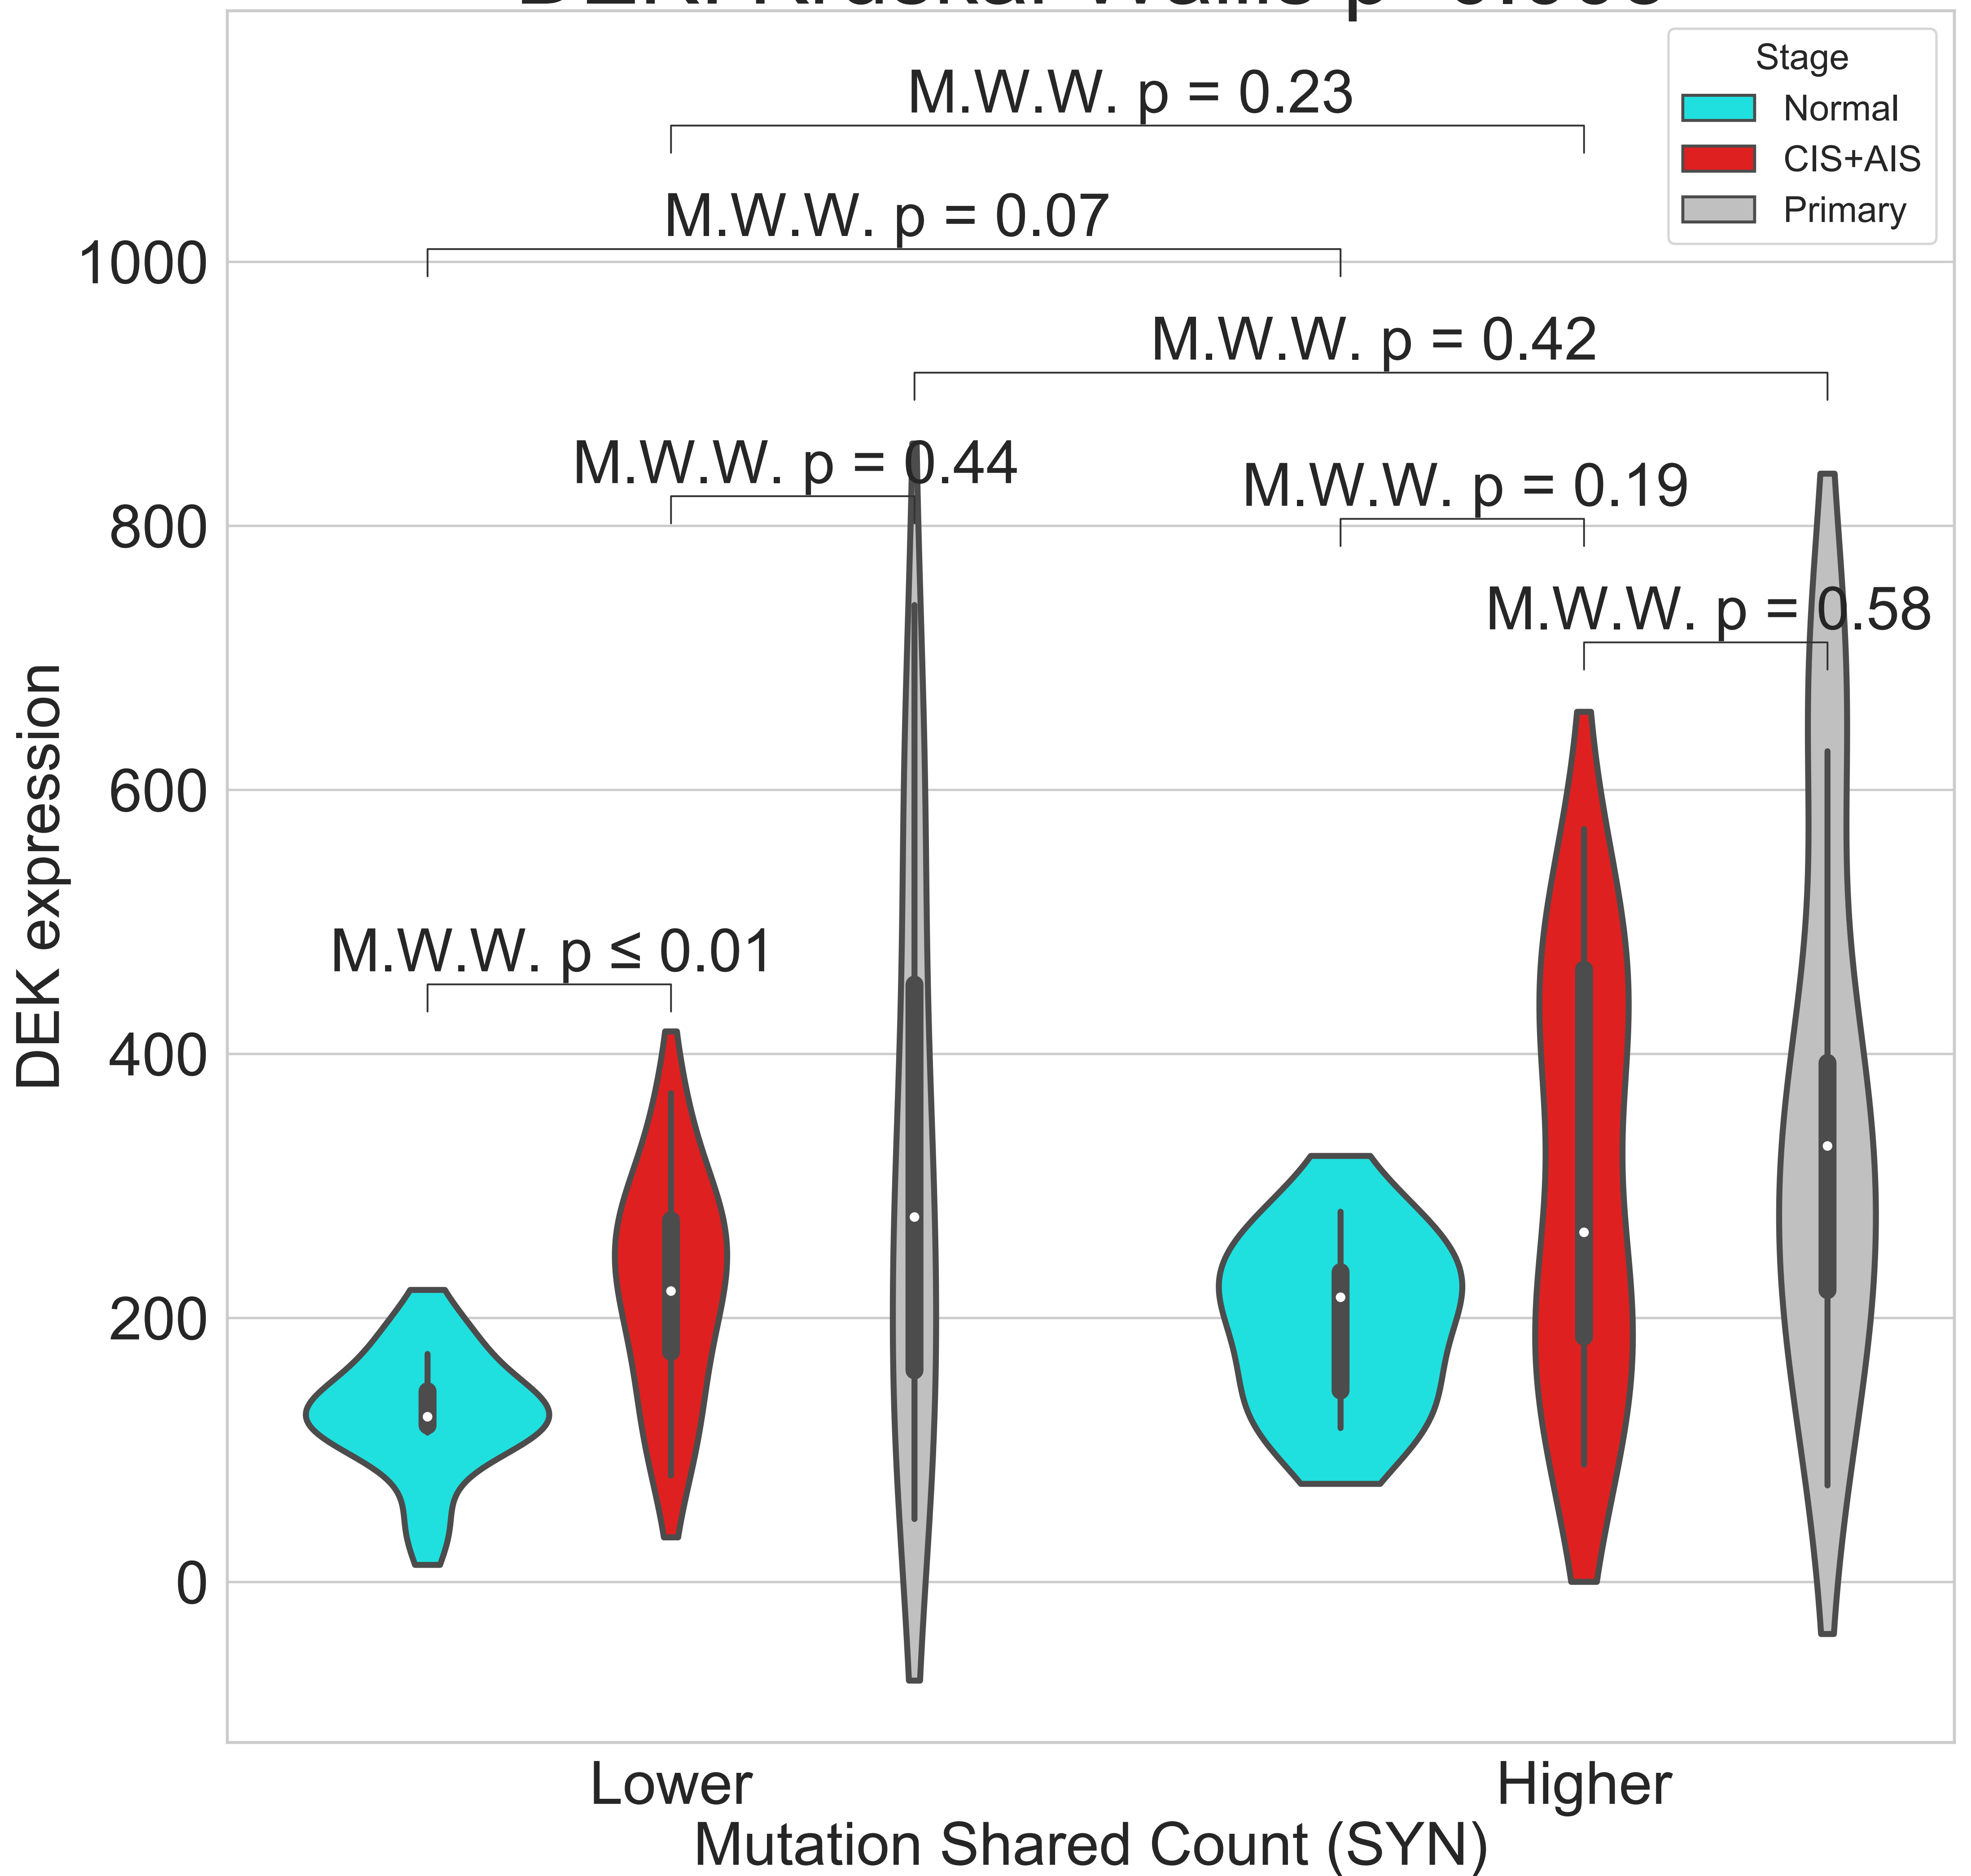 Stage
Normal
CIS+AIS
Primary
M.W.W. p = 0.23
M.W.W. p = 0.07
M.W.W. p = 0.42
M.W.W. p = 0.44
M.W.W. p = 0.19
M.W.W. p = 0.58
M.W.W. p ≤ 0.01
1000
800
600
400
200
0
DEK expression
Lower
Higher
Mutation Shared Count (SYN)